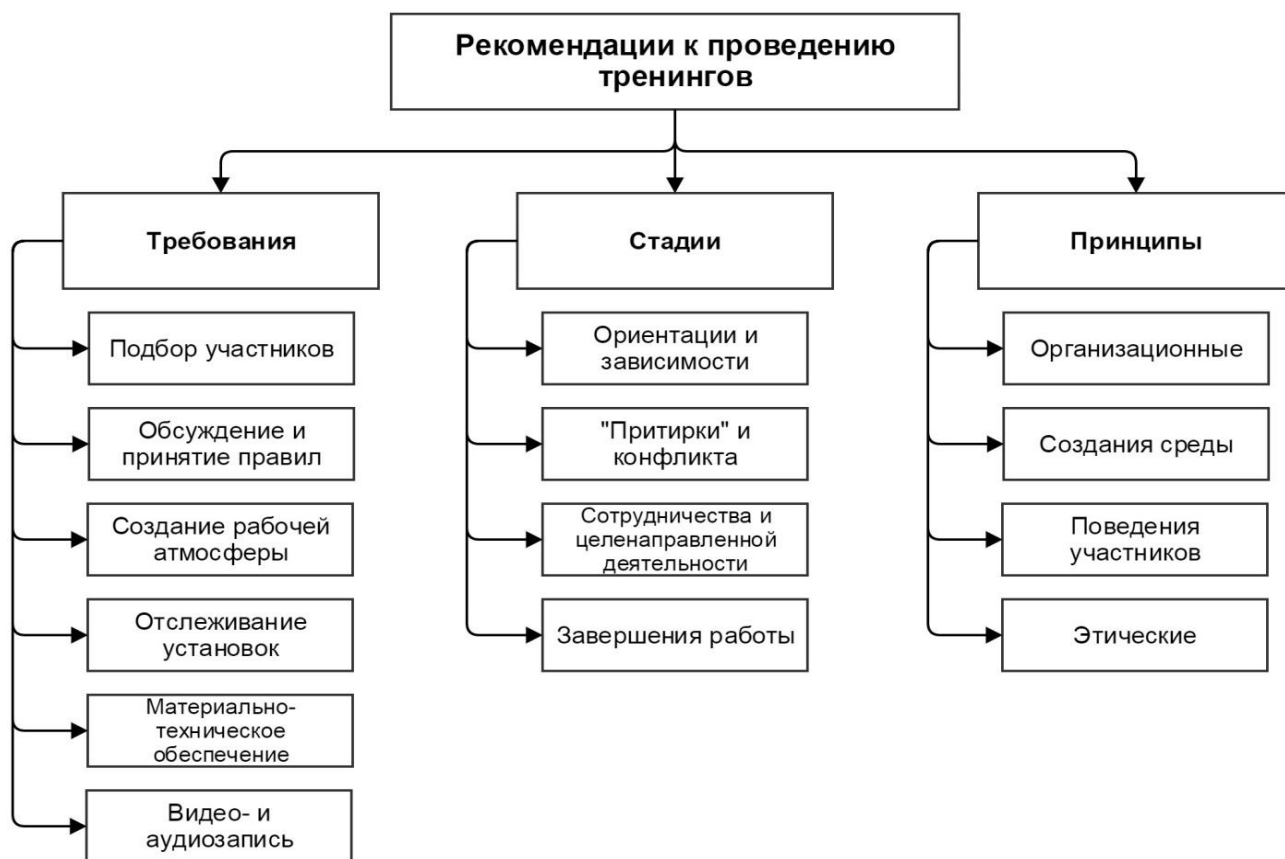 Рекомендации к проведению
тренингов
Требования
Подбор участников
Обсуждение и
принятие правил
Создание рабочей
атмосферы
Отслеживание
установок
Материально-
техническое
обеспечение
Видео- и
аудиозапись
Стадии
Ориентации и
зависимости
"Притирки" и
конфликта
Сотрудничества и
целенаправленной
деятельности
Завершения работы
Принципы
Организационные
Создания среды
Поведения
участников
Этические